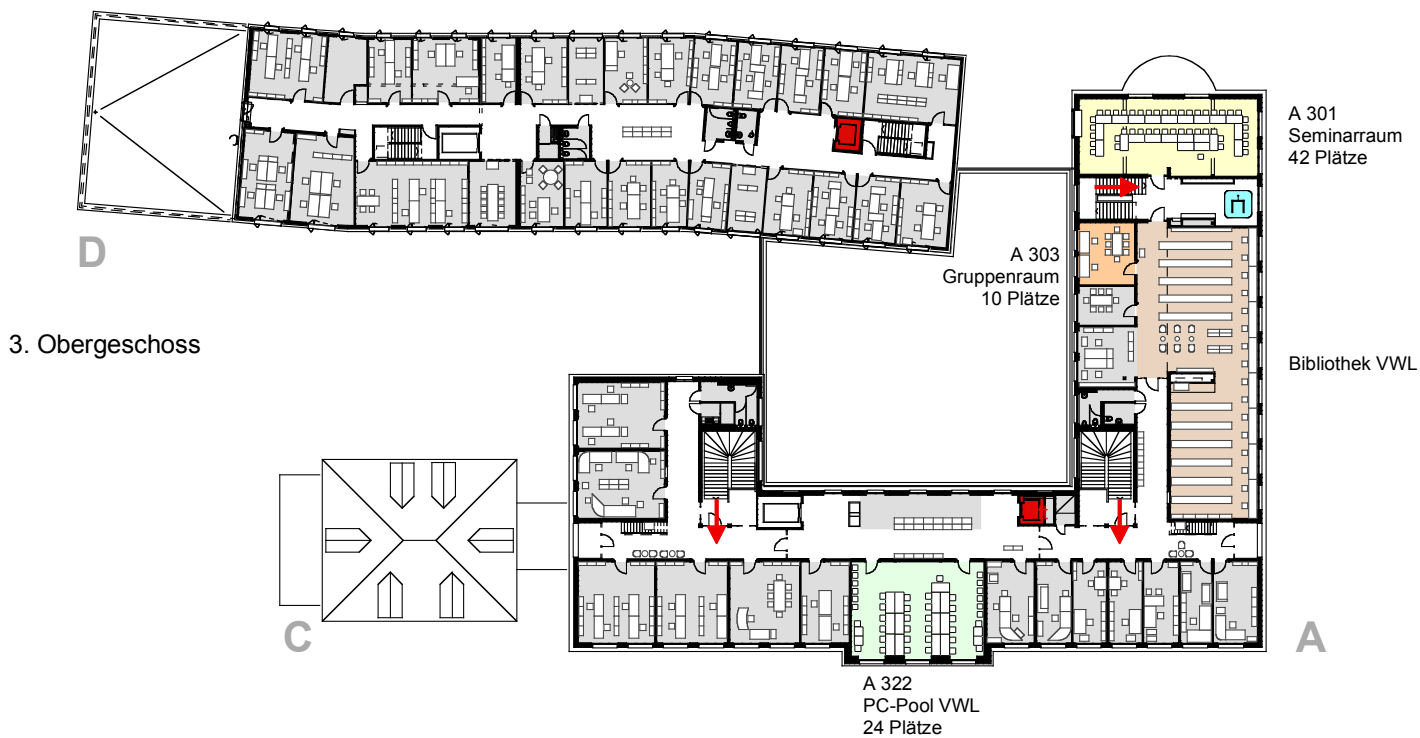 A 301
Seminarraum
42 Plätze
D
A 303
Gruppenraum
10 Plätze
3. Obergeschoss
Bibliothek VWL
C
A
A 322
PC-Pool VWL
24 Plätze